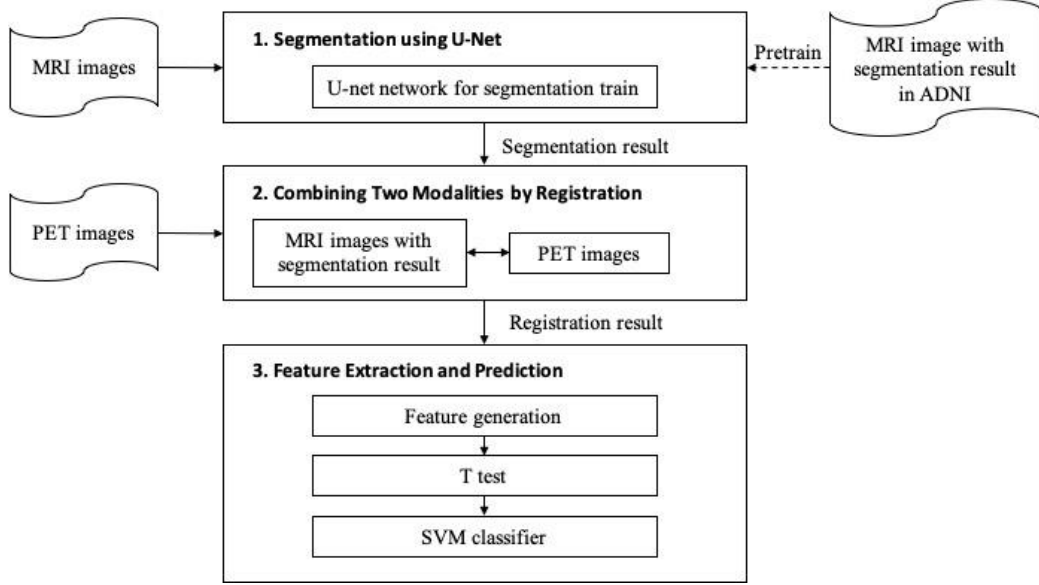 MRI images
1. Segmentation using U-Net
U-net network for segmentation train
Pretrain
MRI image with
segmentation result
in ADNI
Segmentation result
PET images
2. Combining Two Modalities by Registration
MRI images with
segmentation result
PET images
Registration result
3. Feature Extraction and Prediction
Feature generation
T test
SVM classifier